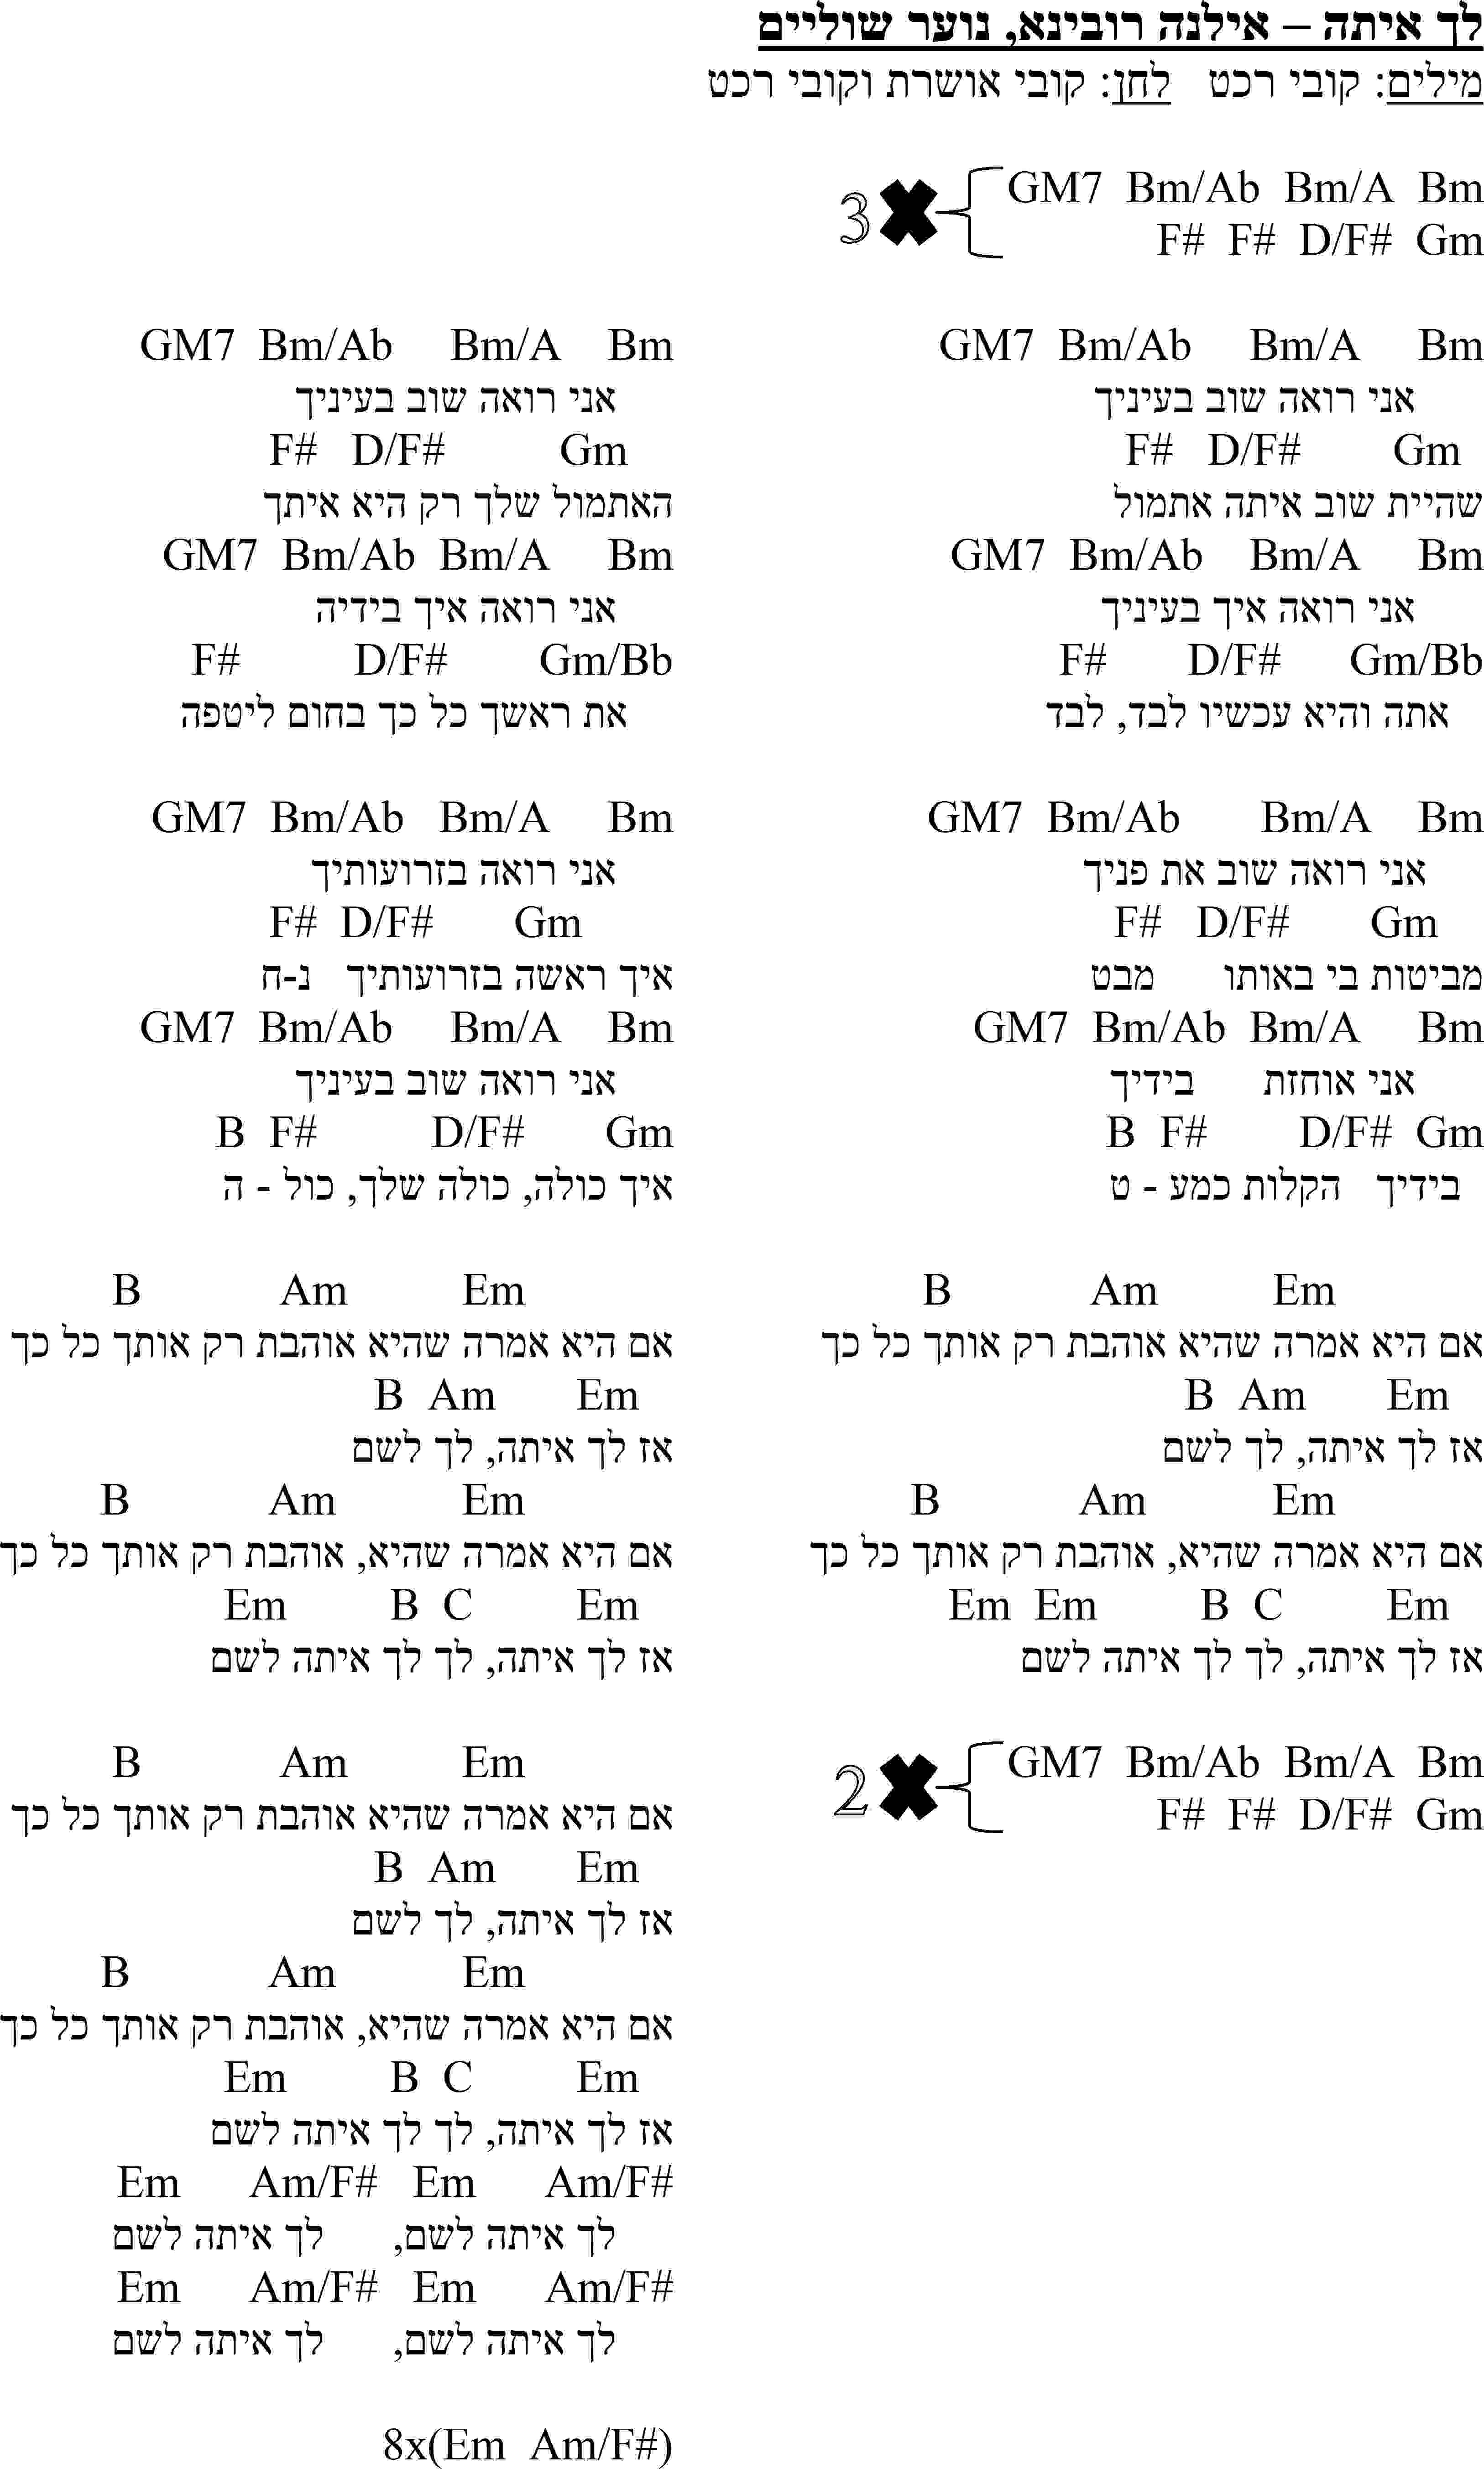 לך איתה – אילנה רובינא, נוער שוליים
מילים: קובי רכט   לחן: קובי אושרת וקובי רכט
GM7 Bm/Ab Bm/A Bm
3 ✖
F# F# D/F# Gm
GM7 Bm/Ab Bm/A Bm
אני רואה שוב בעיניך
F# D/F# Gm
שהיית שוב איתה אתמול
GM7 Bm/Ab Bm/A Bm
אני רואה איך בעיניך
F# D/F# Gm/Bb
אתה והיא עכשיו לבד, לבד
GM7 Bm/Ab Bm/A Bm
אני רואה שוב את פניך
F# D/F# Gm
מביטות בי באותו מבט
GM7 Bm/Ab Bm/A Bm
אני אוחזת בידיך
B F# D/F# Gm
בידיך הקלות כמע - ט
B Am Em
אם היא אמרה שהיא אוהבת רק אותך כל כך
B Am Em
אז לך איתה, לך לשם
B Am Em
אם היא אמרה שהיא, אוהבת רק אותך כל כך
Em Em B C Em
אז לך איתה, לך לך איתה לשם
GM7 Bm/Ab Bm/A Bm
2 ✖
F# F# D/F# Gm
GM7 Bm/Ab Bm/A Bm
אני רואה שוב בעיניך
F# D/F# Gm
האתמול שלך רק היא איתך
GM7 Bm/Ab Bm/A Bm
אני רואה איך בידיה
F# D/F# Gm/Bb
את ראשך כל כך בחום ליטפה
GM7 Bm/Ab Bm/A Bm
אני רואה בזרועותיך
F# D/F# Gm
איך ראשה בזרועותיך נ-ח
GM7 Bm/Ab Bm/A Bm
אני רואה שוב בעיניך
B F# D/F# Gm
איך כולה, כולה שלך, כול - ה
B Am Em
אם היא אמרה שהיא אוהבת רק אותך כל כך
B Am Em
אז לך איתה, לך לשם
B Am Em
אם היא אמרה שהיא, אוהבת רק אותך כל כך
Em B C Em
אז לך איתה, לך לך איתה לשם
B Am Em
אם היא אמרה שהיא אוהבת רק אותך כל כך
B Am Em
אז לך איתה, לך לשם
B Am Em
אם היא אמרה שהיא, אוהבת רק אותך כל כך
Em B C Em
אז לך איתה, לך לך איתה לשם
Em Am/F# Em Am/F#
לך איתה לשם, לך איתה לשם
Em Am/F# Em Am/F#
לך איתה לשם, לך איתה לשם
8x(Em Am/F#)